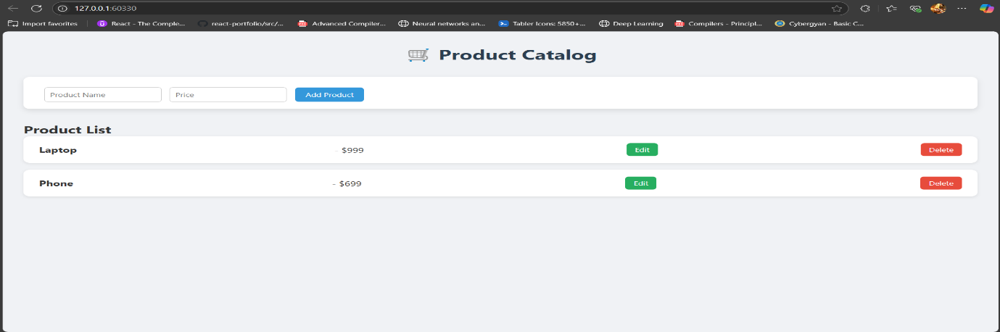 127.0.0.1:60330
Import favorites | React - The Comple... react-portfolio/src/... Advanced Compiler... Neural networks an... Tabler Icons: 5850+... Deep Learning Compilers - Principl... Cybergyan - Basic C...
Product Catalog
Product Name Price Add Product
Product List
Laptop - $999 Edit Delete
Phone - $699 Edit Delete